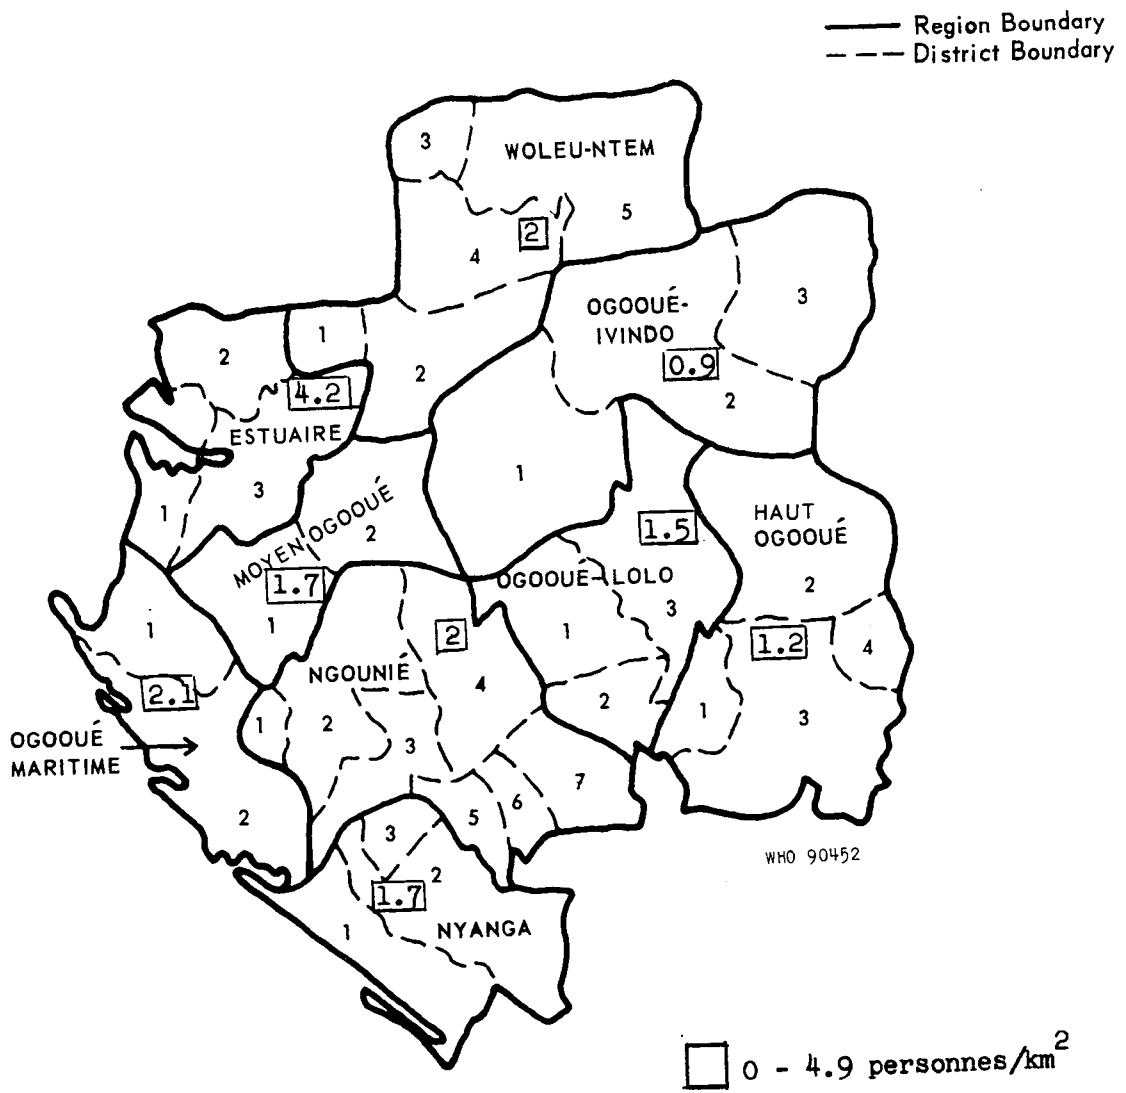 Region Boundary
District Boundary
3
WOLEU-NTEM
5
2
4
OGOOUÉ-
IVINDO
3
1
2
0.9
2
2
4.2
ESTUAIRE
1
3
1
MOYEN OGOOUÉ
2
1.5
HAUT
OGOOUÉ
1.7
OGOOUÉ-LOLO
2
3
1
1
1
2
1.2
4
NGOUNIÉ
4
2.1
2
1
3
1
2
3
OGOOUÉ
MARITIME
7
6
5
2
3
WHO 90452
2
1.7
1
NYANGA
0 - 4.9 personnes/km²